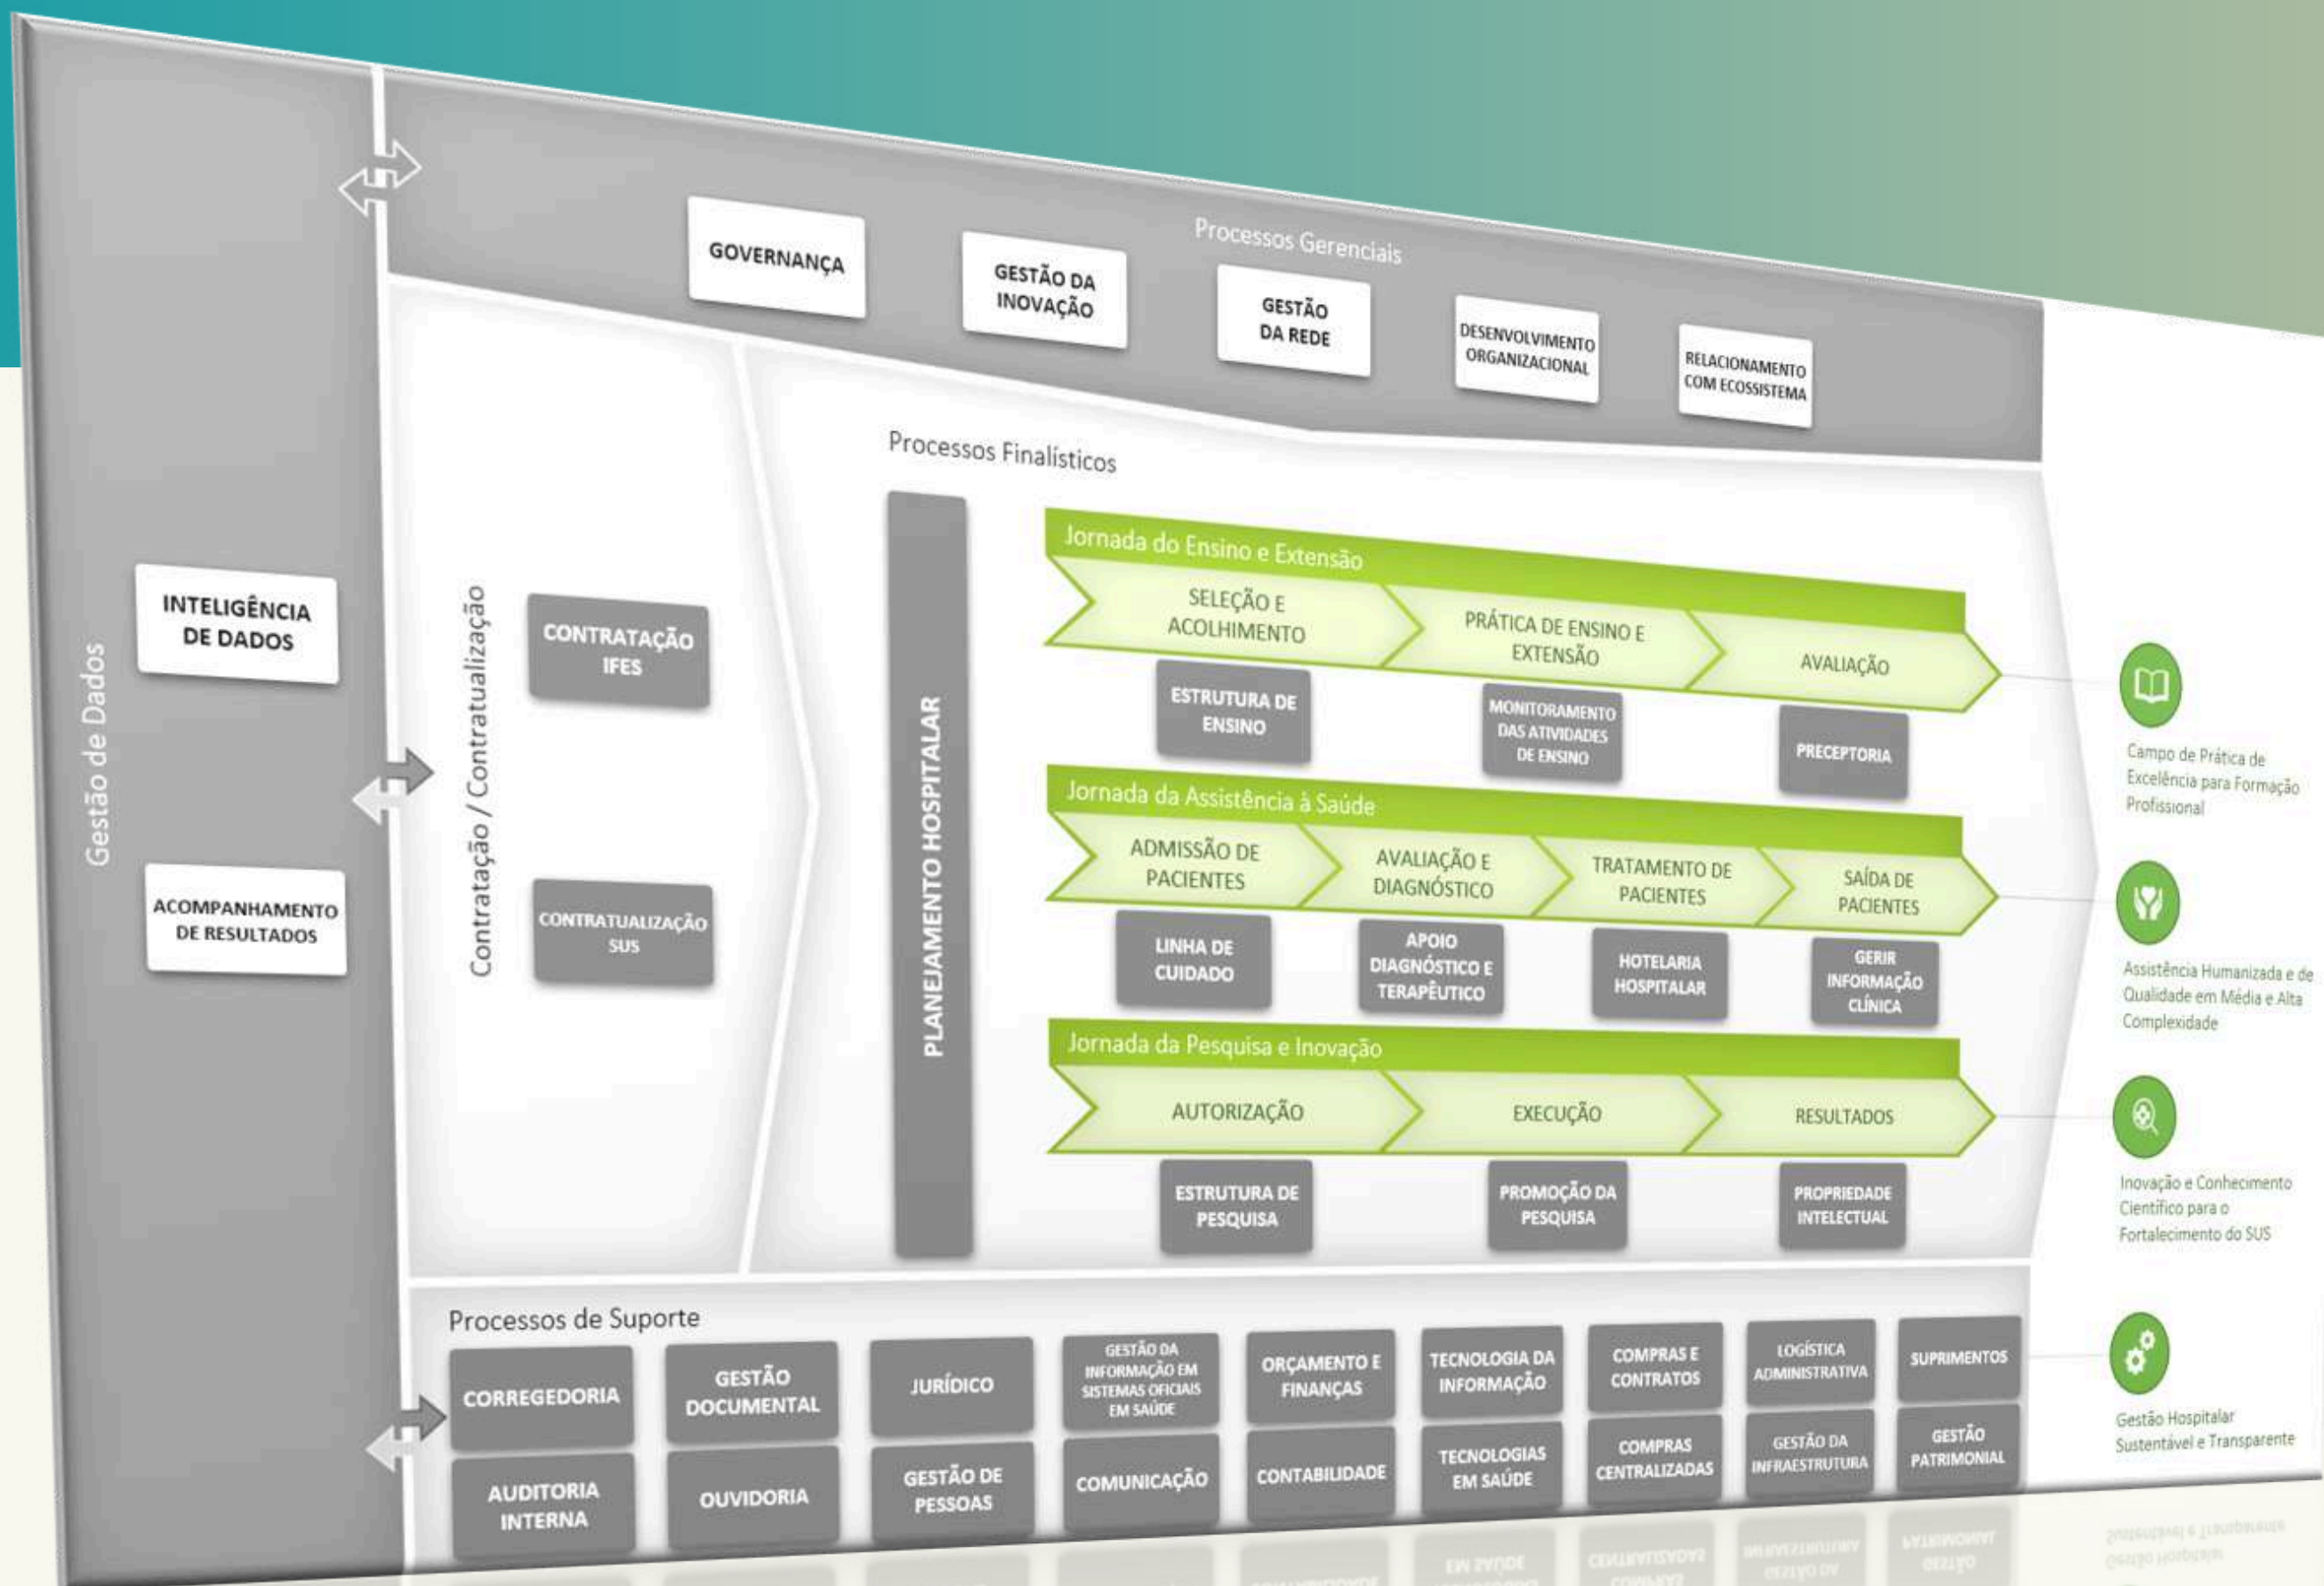 Gestão de Dados
INTELIGÊNCIA
DE DADOS
ACOMPANHAMENTO
DE RESULTADOS
Processos Gerenciais
GOVERNANÇA
GESTÃO DA
INOVAÇÃO
GESTÃO
DA REDE
DESENVOLVIMENTO
ORGANIZACIONAL
RELACIONAMENTO
COM ECOSSISTEMA
Contratação / Contratualização
CONTRATAÇÃO
IFES
CONTRATUALIZAÇÃO
SUS
Processos Finalísticos
PLANEJAMENTO HOSPITALAR
Jornada do Ensino e Extensão
SELEÇÃO E
ACOLHIMENTO
PRÁTICA DE ENSINO E
EXTENSÃO
AVALIAÇÃO
ESTRUTURA DE
ENSINO
MONITORAMENTO
DAS ATIVIDADES
DE ENSINO
PRECEPTORIA
Jornada da Assistência à Saúde
ADMISSÃO DE
PACIENTES
AVALIAÇÃO E
DIAGNÓSTICO
TRATAMENTO DE
PACIENTES
SAÍDA DE
PACIENTES
LINHA DE
CUIDADO
APOIO
DIAGNÓSTICO E
TERAPÊUTICO
HOTELARIA
HOSPITALAR
GERIR
INFORMAÇÃO
CLÍNICA
Jornada da Pesquisa e Inovação
AUTORIZAÇÃO
EXECUÇÃO
RESULTADOS
ESTRUTURA DE
PESQUISA
PROMOÇÃO DA
PESQUISA
PROPRIEDADE
INTELECTUAL
Campo de Prática de
Excelência para Formação
Profissional
Assistência Humanizada e de
Qualidade em Média e Alta
Complexidade
Inovação e Conhecimento
Científico para o
Fortalecimento do SUS
Gestão Hospitalar
Sustentável e Transparente
Processos de Suporte
CORREGEDORIA
GESTÃO
DOCUMENTAL
JURÍDICO
GESTÃO DA
INFORMAÇÃO EM
SISTEMAS OFICIAIS
EM SAÚDE
ORÇAMENTO E
FINANÇAS
TECNOLOGIA DA
INFORMAÇÃO
COMPRAS E
CONTRATOS
LOGÍSTICA
ADMINISTRATIVA
SUPRIMENTOS
AUDITORIA
INTERNA
OUVIDORIA
GESTÃO DE
PESSOAS
COMUNICAÇÃO
CONTABILIDADE
TECNOLOGIAS
EM SAÚDE
COMPRAS
CENTRALIZADAS
GESTÃO DA
INFRAESTRUTURA
GESTÃO
PATRIMONIAL